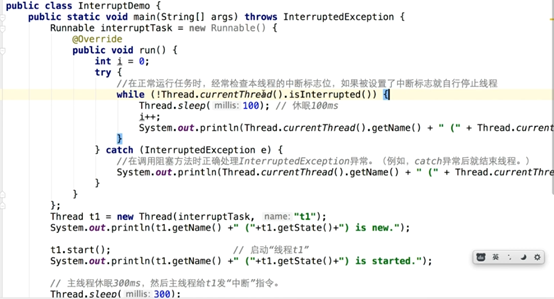 public class InterruptDemo {
public static void main(String[] args) throws InterruptedException {
Runnable interruptTask = new Runnable() {
@Override
public void run() {
int i = 0;
try {
//在正常运行任务时，经常检查本线程的中断标志位，如果被设置了中断标志就自行停止线程
while (!Thread.currentThread().isInterrupted()) {
Thread.sleep( millis: 100); // 休眠100ms
i++;
System.out.println(Thread.currentThread().getName() + " (" + Thread.current
}
} catch (InterruptedException e) {
//在调用阻塞方法时正确处理InterruptedException异常。（例如，catch异常后就结束线程。）
System.out.println(Thread.currentThread().getName() + " (" + Thread.currentT
}
}
};
Thread t1 = new Thread(interruptTask, name: "t1");
System.out.println(t1.getName() +" ("+t1.getState()+") is new.");
t1.start(); // 启动“线程t1”
System.out.println(t1.getName() +" ("+t1.getState()+") is started.");
英
// 主线程休眠300ms，然后主线程给t1发“中断”指令。
Thread.sleep( millis: 300);